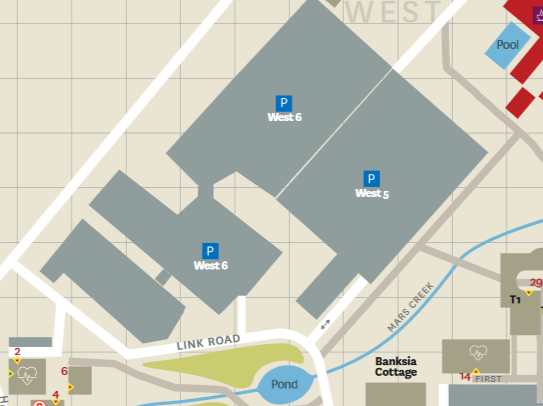 WEST
Pool
P
West 6
P
West 5
P
West 6
29
T1
MARS CREEK
LINK ROAD
2
Banksia
Cottage
6
14
FIRST
Pond
4